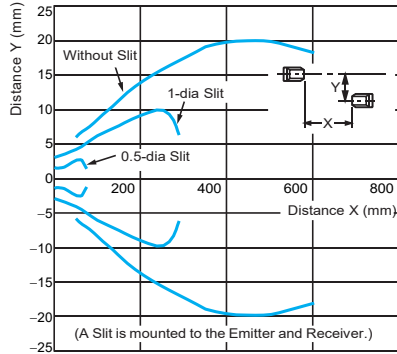 Distance Y (mm)
25
20
Without Slit
15
Y
1-dia Slit
10
X
5
0.5-dia Slit
0
200
400
600
800
Distance X (mm)
−5
−10
−15
−20
(A Slit is mounted to the Emitter and Receiver.)
−25